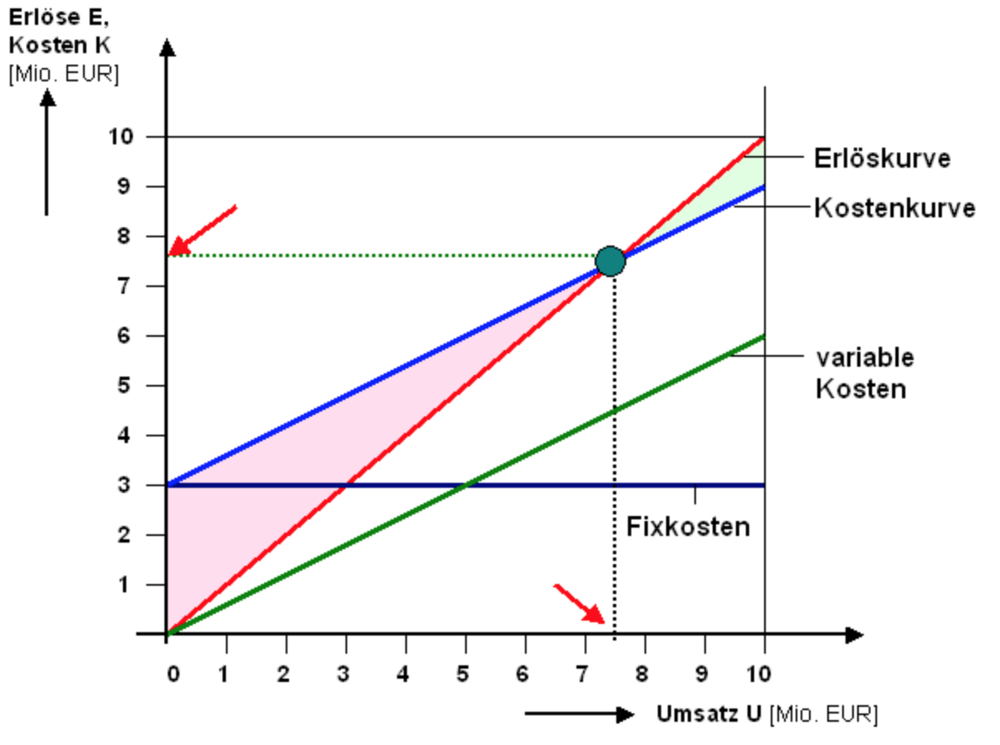 Erlöse E,
Kosten K
[Mio. EUR]
10
9
8
7
6
5
4
3
2
1
Erlöskurve
Kostenkurve
variable
Kosten
Fixkosten
0 1 2 3 4 5 6 7 8 9 10
Umsatz U [Mio. EUR]